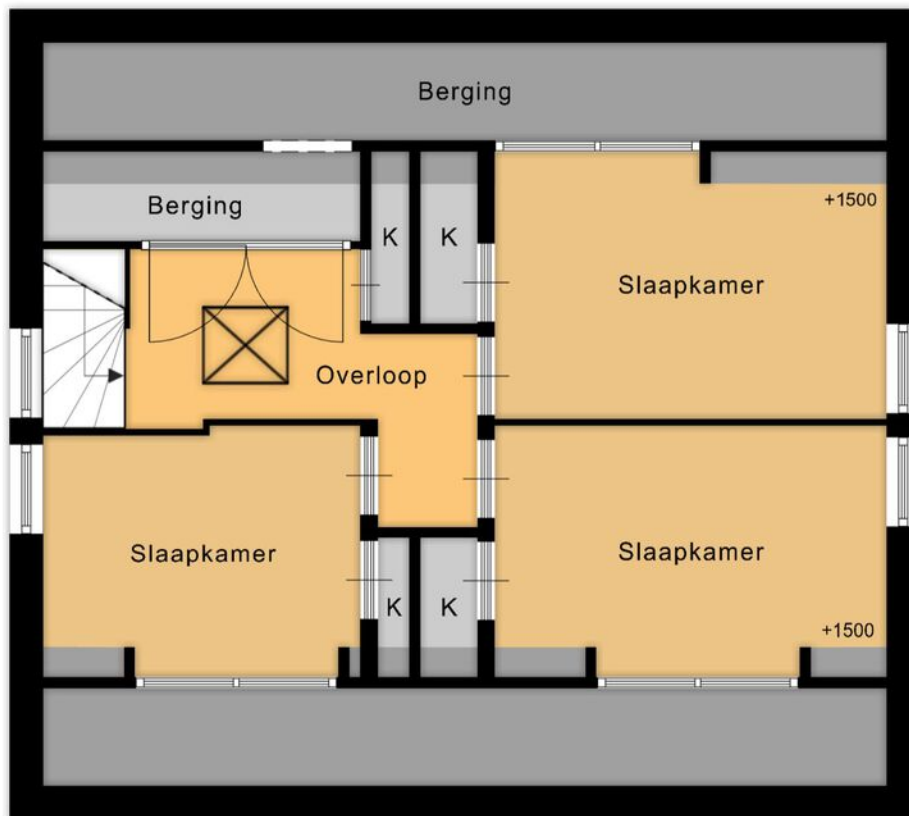 Berging
Berging
+1500
K
K
Slaapkamer
Overloop
Slaapkamer
Slaapkamer
K
K
+1500